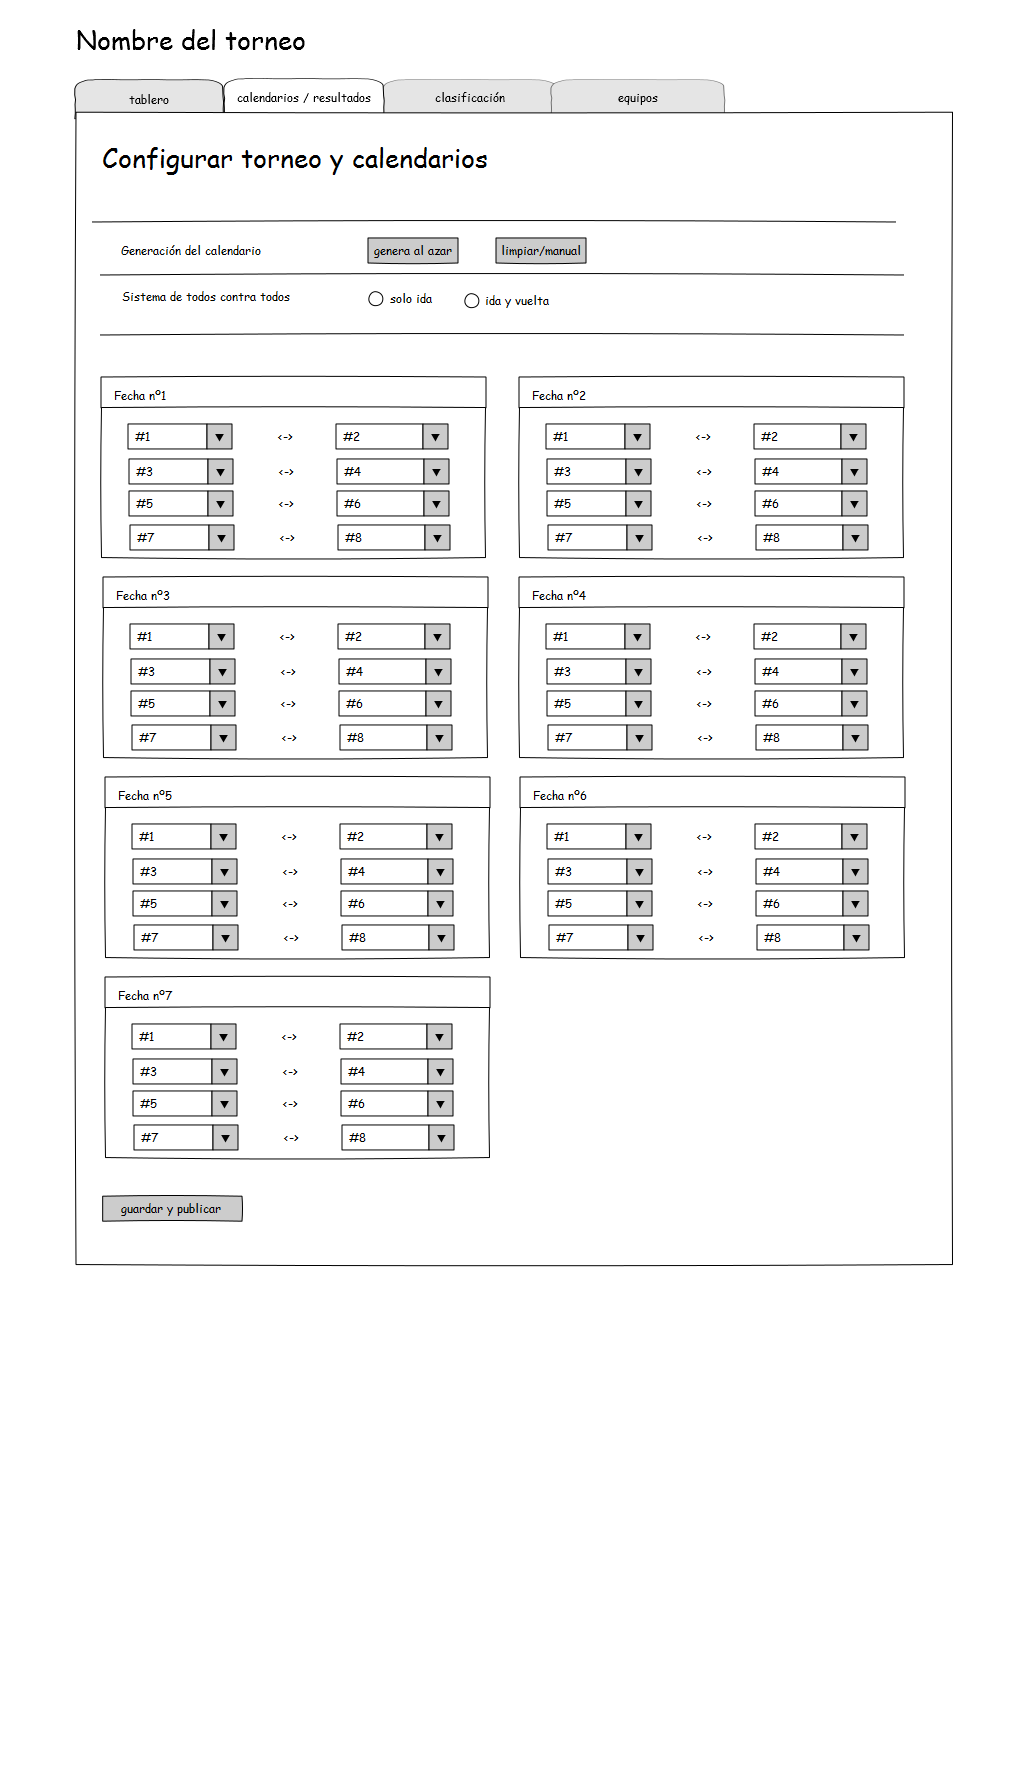 Nombre del torneo
tablero calendarios / resultados clasificación equipos
Configurar torneo y calendarios
Generación del calendario genera al azar limpiar/manual
Sistema de todos contra todos solo ida ida y vuelta
Fecha nº1
#1 <-> #2
#3 <-> #4
#5 <-> #6
#7 <-> #8
Fecha nº2
#1 <-> #2
#3 <-> #4
#5 <-> #6
#7 <-> #8
Fecha nº3
#1 <-> #2
#3 <-> #4
#5 <-> #6
#7 <-> #8
Fecha nº4
#1 <-> #2
#3 <-> #4
#5 <-> #6
#7 <-> #8
Fecha nº5
#1 <-> #2
#3 <-> #4
#5 <-> #6
#7 <-> #8
Fecha nº6
#1 <-> #2
#3 <-> #4
#5 <-> #6
#7 <-> #8
Fecha nº7
#1 <-> #2
#3 <-> #4
#5 <-> #6
#7 <-> #8
guardar y publicar